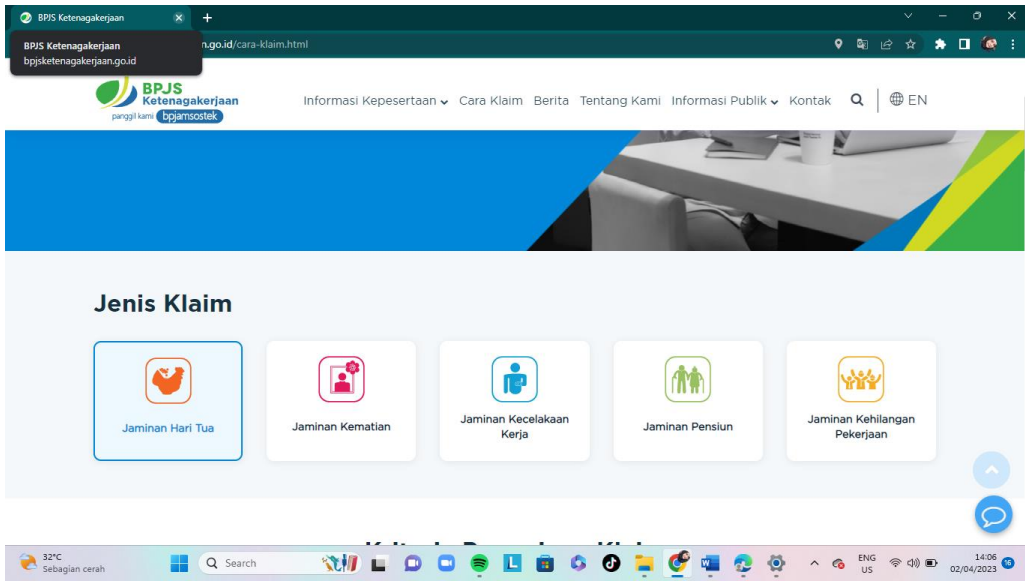 BPJS Ketenagakerjaan
BPJS Ketenagakerjaan
bpjsketenagakerjaan.go.id
n.go.id/cara-klaim.html
BPJS
Ketenagakerjaan
panggil kami bpjamsostek
Informasi Kepesertaan Cara Klaim Berita Tentang Kami Informasi Publik Kontak EN
Jenis Klaim
Jaminan Hari Tua
Jaminan Kematian
Jaminan Kecelakaan
Kerja
Jaminan Pensiun
Jaminan Kehilangan
Pekerjaan
32°C
Sebagian cerah
Search
ENG
US
14:06
02/04/2023
16